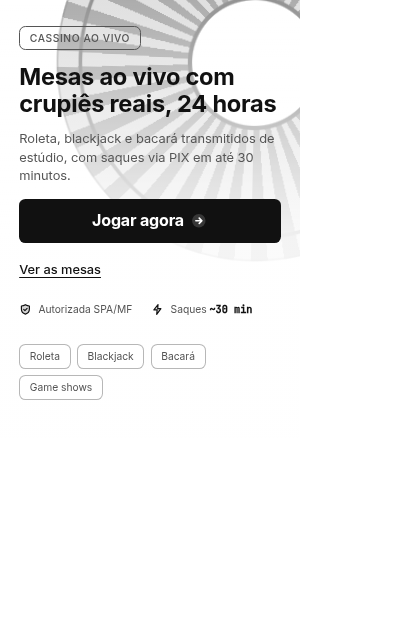 CASSINO AO VIVO
Mesas ao vivo com
crupiês reais, 24 horas
Roleta, blackjack e bacará transmitidos de
estúdio, com saques via PIX em até 30
minutos.
Jogar agora
Ver as mesas
Autorizada SPA/MF Saques ~30 min
Roleta Blackjack Bacará
Game shows